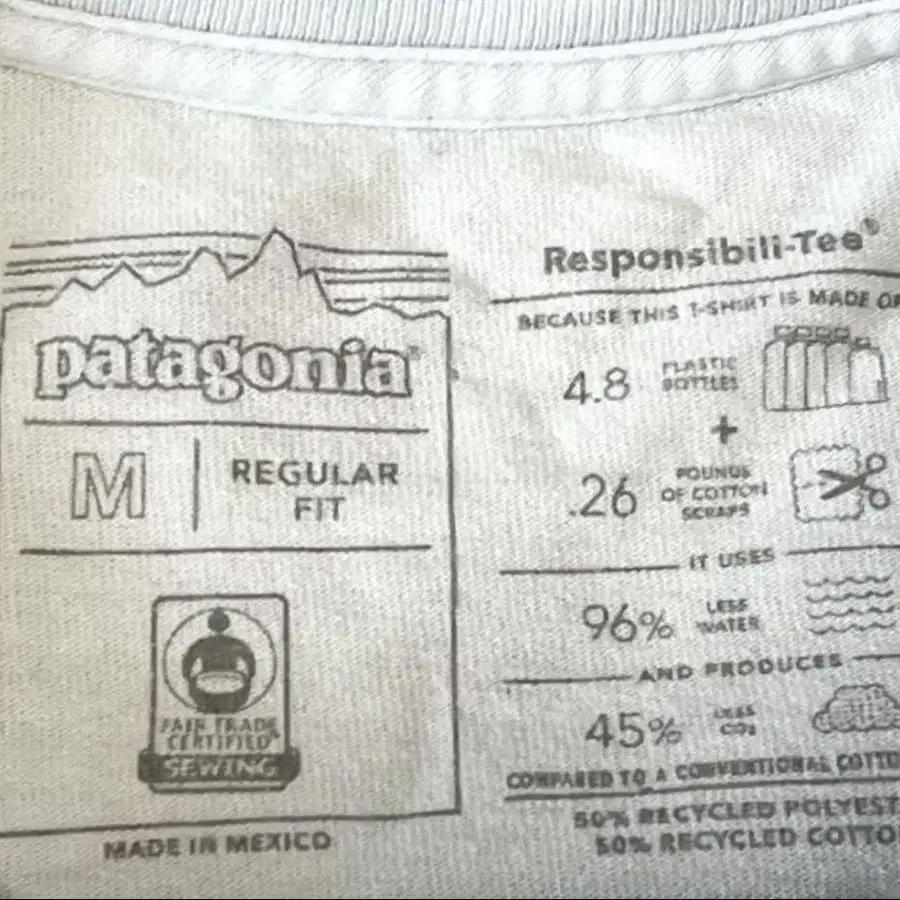 patagonia®
M
REGULAR
FIT
FAIR TRADE
CERTIFIED
SEWING
MADE IN MEXICO
Responsibili-Tee®
BECAUSE THIS T-SHIRT IS MADE OF
4.8 PLASTIC
BOTTLES
+
.26 POUNDS
OF COTTON
SCRAPS
IT USES
96% LESS
WATER
AND PRODUCES
45% LESS
CO2
COMPARED TO A CONVENTIONAL COTTO
50% RECYCLED POLYEST
50% RECYCLED COTTO